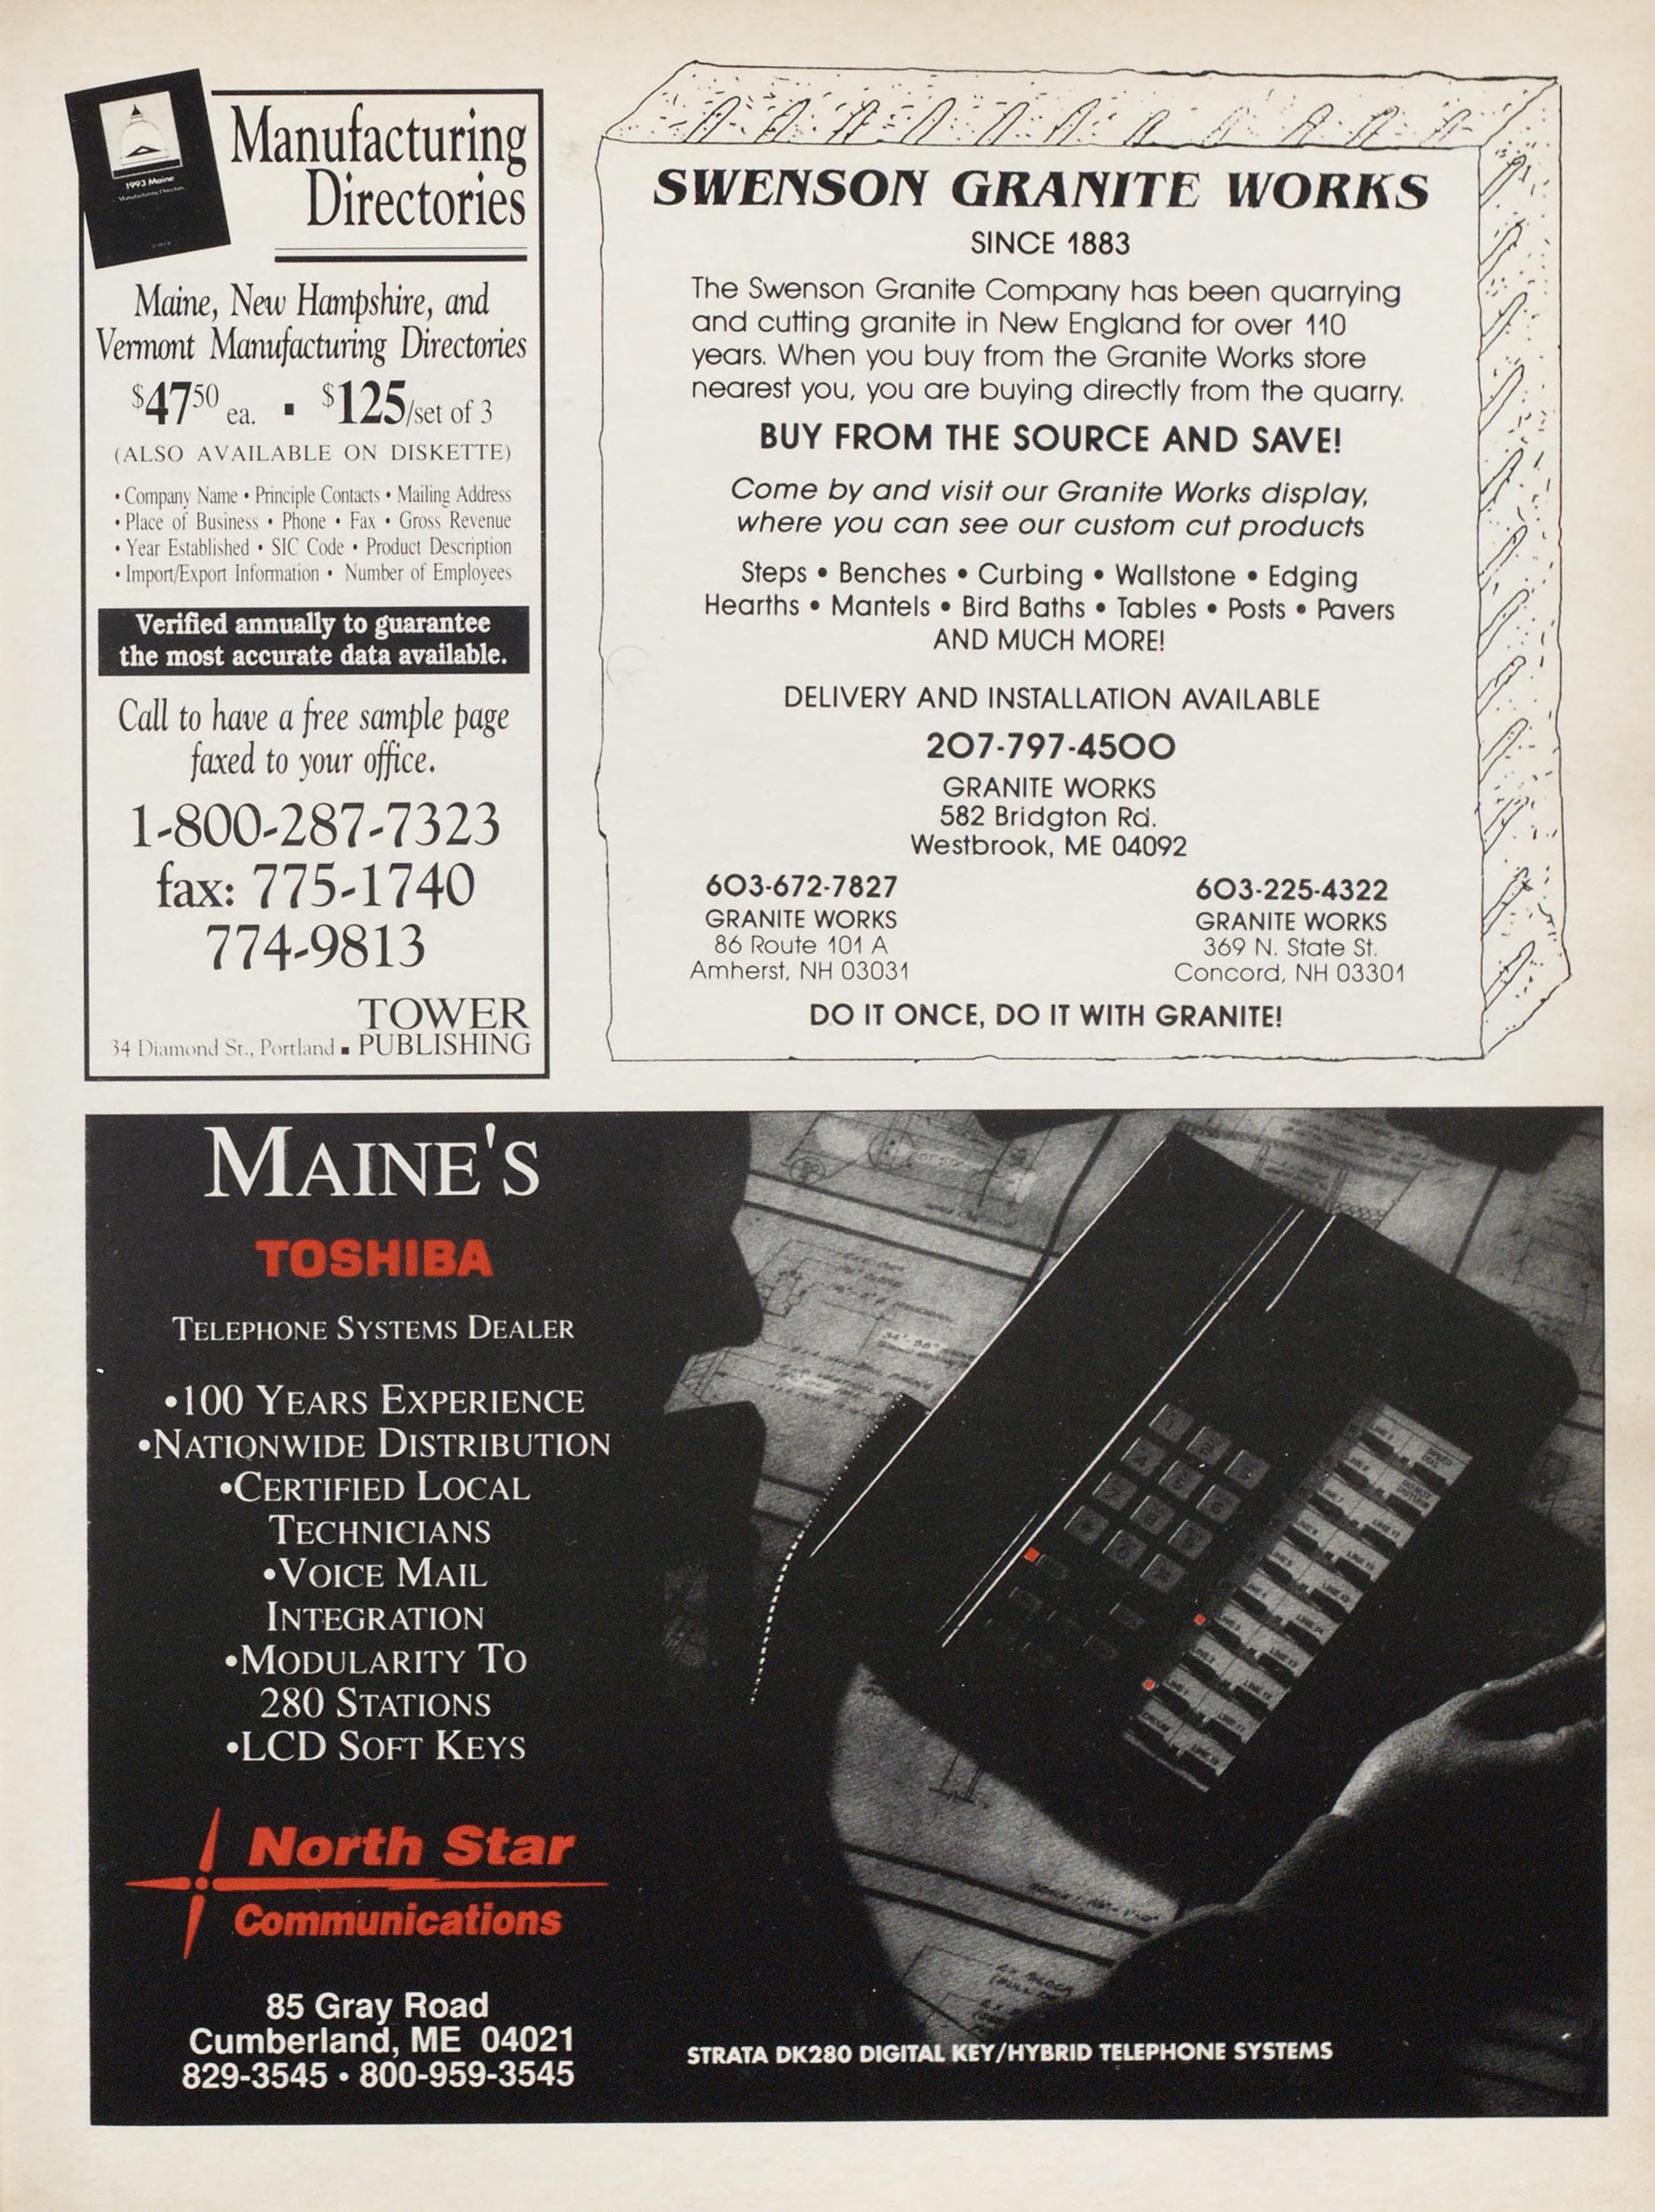 1993 Maine
Manufacturing
Directories
Maine, New Hampshire, and
Vermont Manufacturing Directories
$47 50 ea. ▪ $125/set of 3
(ALSO AVAILABLE ON DISKETTE)
• Company Name • Principle Contacts • Mailing Address
• Place of Business • Phone • Fax • Gross Revenue
• Year Established • SIC Code • Product Description
• Import/Export Information • Number of Employees
Verified annually to guarantee
the most accurate data available.
Call to have a free sample page
faxed to your office.
1-800-287-7323
fax: 775-1740
774-9813
TOWER
34 Diamond St., Portland ▪ PUBLISHING
SWENSON GRANITE WORKS
SINCE 1883
The Swenson Granite Company has been quarrying
and cutting granite in New England for over 110
years. When you buy from the Granite Works store
nearest you, you are buying directly from the quarry.
BUY FROM THE SOURCE AND SAVE!
Come by and visit our Granite Works display,
where you can see our custom cut products
Steps • Benches • Curbing • Wallstone • Edging
Hearths • Mantels • Bird Baths • Tables • Posts • Pavers
AND MUCH MORE!
DELIVERY AND INSTALLATION AVAILABLE
207-797-4500
GRANITE WORKS
582 Bridgton Rd.
Westbrook, ME 04092
603-672-7827
GRANITE WORKS
86 Route 101 A
Amherst, NH 03031
603-225-4322
GRANITE WORKS
369 N. State St.
Concord, NH 03301
DO IT ONCE, DO IT WITH GRANITE!
MAINE'S
TOSHIBA
TELEPHONE SYSTEMS DEALER
•100 YEARS EXPERIENCE
•NATIONWIDE DISTRIBUTION
•CERTIFIED LOCAL
TECHNICIANS
•VOICE MAIL
INTEGRATION
•MODULARITY TO
280 STATIONS
•LCD SOFT KEYS
North Star
Communications
85 Gray Road
Cumberland, ME 04021
829-3545 • 800-959-3545
STRATA DK280 DIGITAL KEY/HYBRID TELEPHONE SYSTEMS